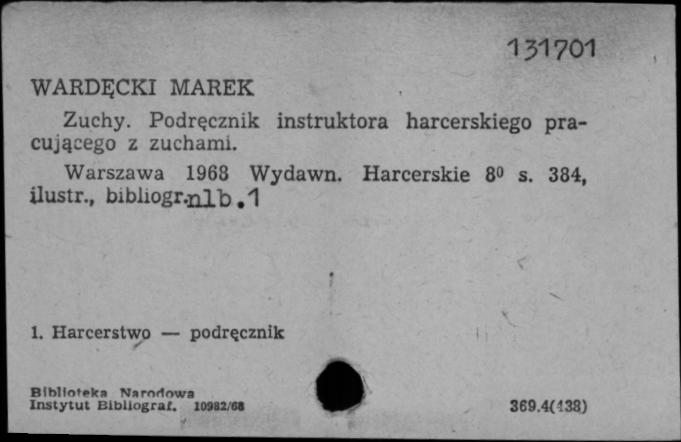 131701
WARDĘCKI MAREK
Zuchy. Podręcznik instruktora harcerskiego pra-
cującego z zuchami.
Warszawa 1968 Wydawn. Harcerskie 8⁰ s. 384,
ilustr., bibliogr. nlb.1
1. Harcerstwo — podręcznik
Biblioteka Narodowa
Instytut Bibliograf. 10982/68
369.4(438)